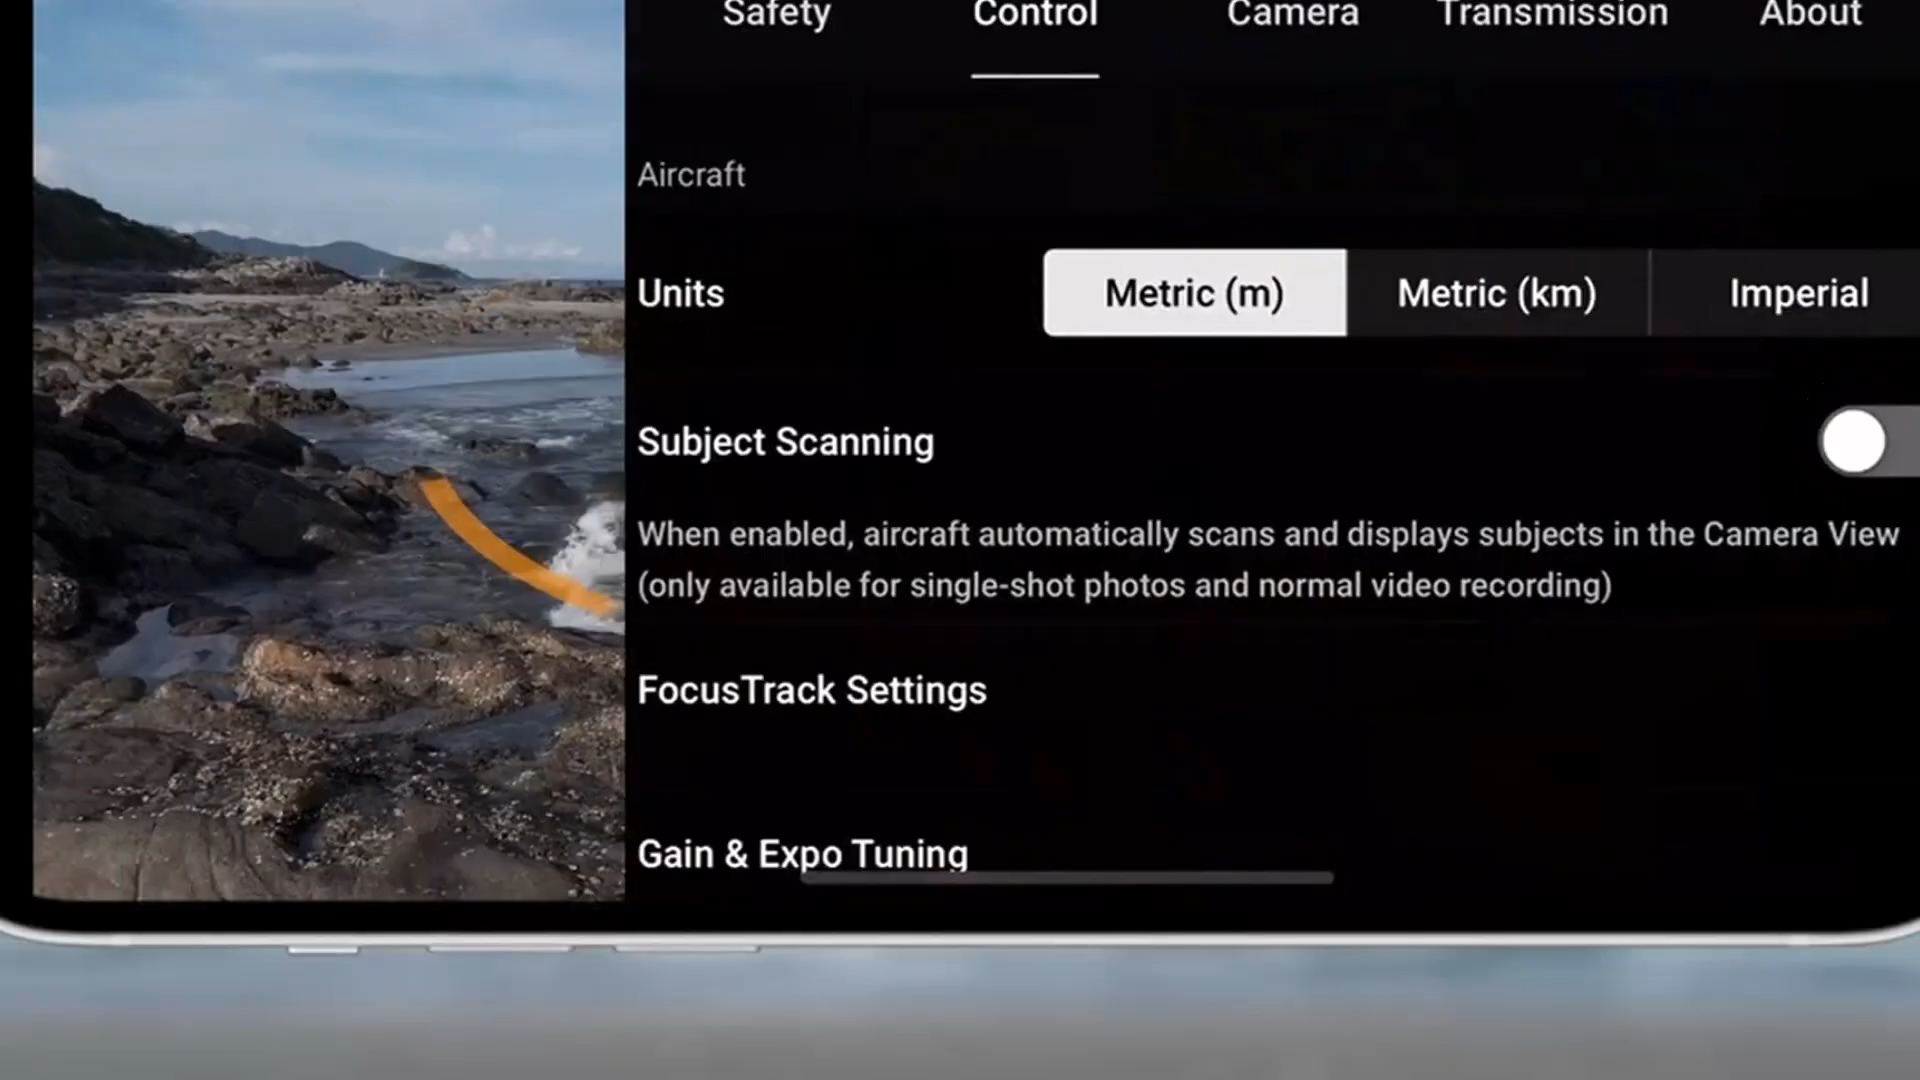 Safety Control Camera Transmission About
Aircraft
Units Metric (m) Metric (km) Imperial
Subject Scanning
When enabled, aircraft automatically scans and displays subjects in the Camera View
(only available for single-shot photos and normal video recording)
FocusTrack Settings
Gain & Expo Tuning